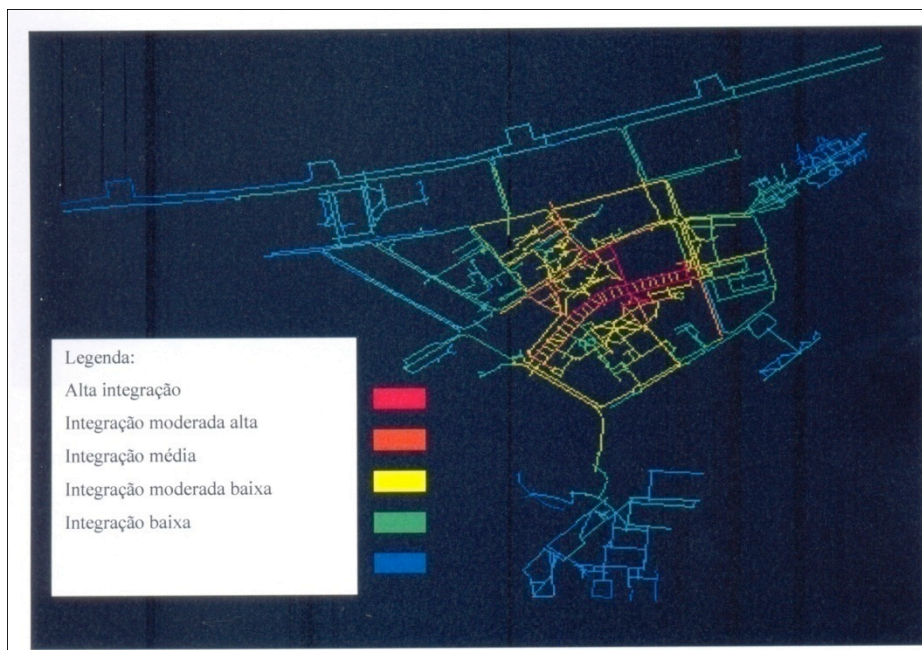 Legenda:
Alta integração
Integração moderada alta
Integração média
Integração moderada baixa
Integração baixa